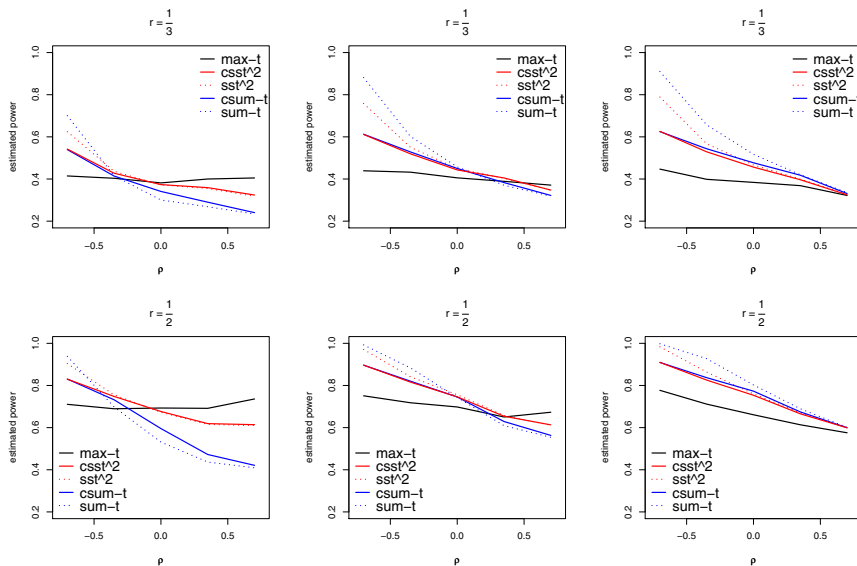 r = 1/3
1.0
0.8
0.6
0.4
0.2
estimated power
max−t
csst^2
sst^2
csum−t
sum−t
−0.5
0.0
0.5
ρ
r = 1/3
1.0
0.8
0.6
0.4
0.2
estimated power
max−t
csst^2
sst^2
csum−t
sum−t
−0.5
0.0
0.5
ρ
r = 1/3
1.0
0.8
0.6
0.4
0.2
estimated power
max−t
csst^2
sst^2
csum−t
sum−t
−0.5
0.0
0.5
ρ
r = 1/2
1.0
0.8
0.6
0.4
0.2
estimated power
max−t
csst^2
sst^2
csum−t
sum−t
−0.5
0.0
0.5
ρ
r = 1/2
1.0
0.8
0.6
0.4
0.2
estimated power
max−t
csst^2
sst^2
csum−t
sum−t
−0.5
0.0
0.5
ρ
r = 1/2
1.0
0.8
0.6
0.4
0.2
estimated power
max−t
csst^2
sst^2
csum−t
sum−t
−0.5
0.0
0.5
ρ